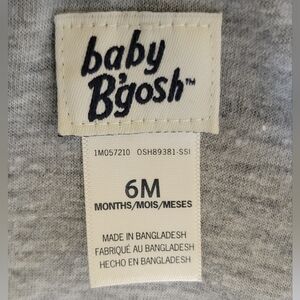 baby
B'gosh™
1M057210 OSH89381-SSI
6M
MONTHS/MOIS/MESES
MADE IN BANGLADESH
FABRIQUÉ AU BANGLADESH
HECHO EN BANGLADESH